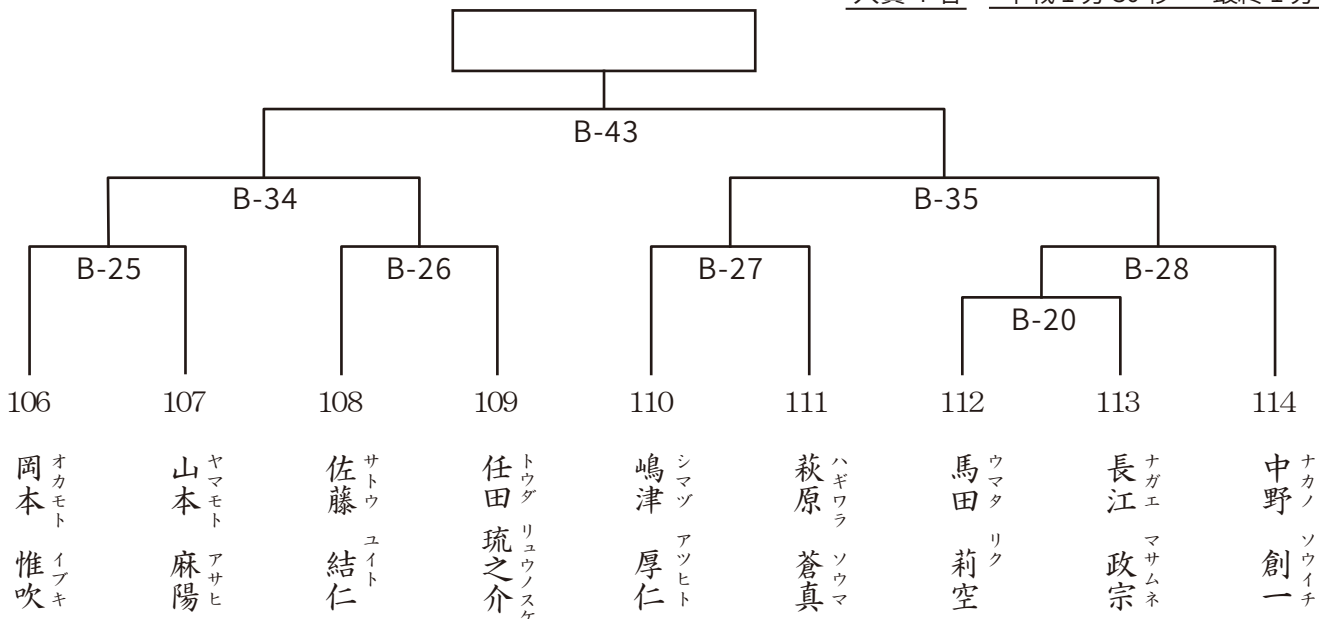 B-43
B-34
B-35
B-25
B-26
B-27
B-28
B-20
106
107
108
109
110
111
112
113
114
岡本 惟吹
オカモト イブキ
山本 麻陽
ヤマモト アサヒ
佐藤 結仁
サトウ ユイト
任田 琉之介
トウダ リュウノスケ
嶋津 厚仁
シマヅ アツヒト
萩原 蒼真
ハギワラ ソウマ
馬田 莉空
ウマタ リク
長江 政宗
ナガエ マサムネ
中野 創一
ナカノ ソウイチ